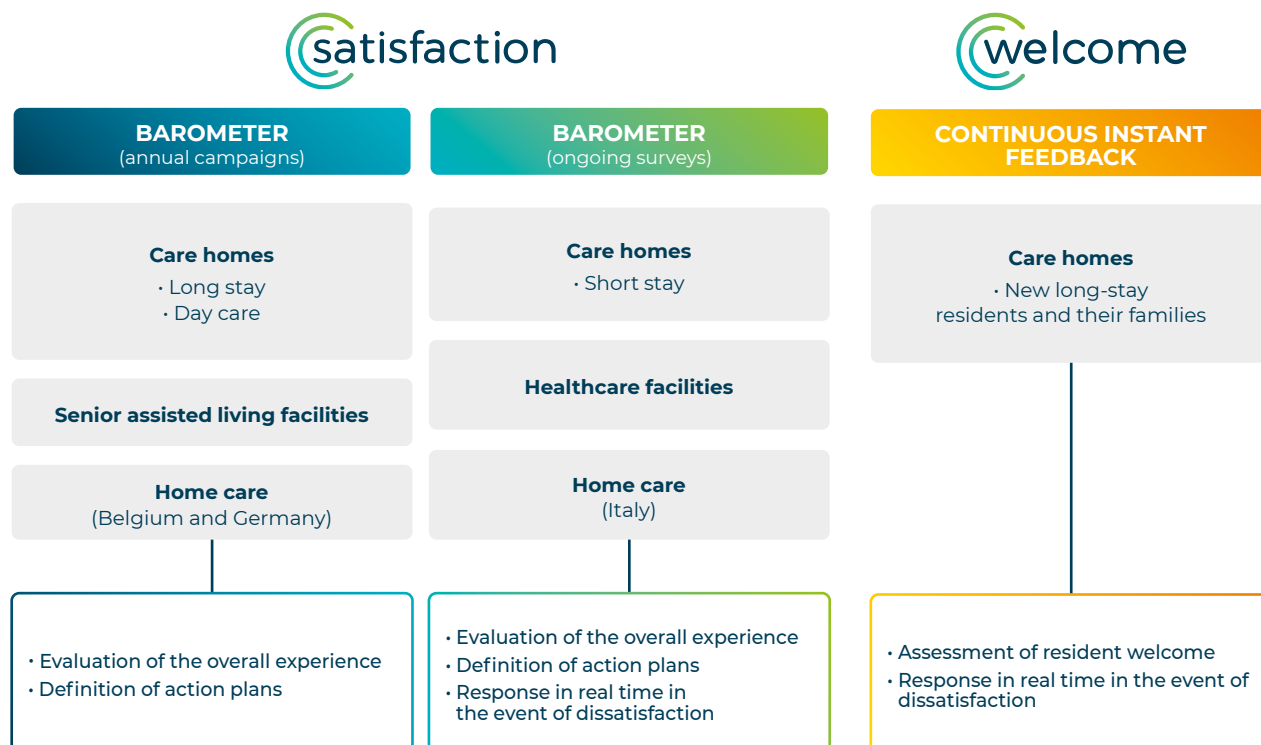 satisfaction
welcome
BAROMETER
(annual campaigns)
Care homes
• Long stay
• Day care
Senior assisted living facilities
Home care
(Belgium and Germany)
• Evaluation of the overall experience
• Definition of action plans
BAROMETER
(ongoing surveys)
Care homes
• Short stay
Healthcare facilities
Home care
(Italy)
• Evaluation of the overall experience
• Definition of action plans
• Response in real time in
the event of dissatisfaction
CONTINUOUS INSTANT
FEEDBACK
Care homes
• New long-stay
residents and their families
• Assessment of resident welcome
• Response in real time in the event of
dissatisfaction